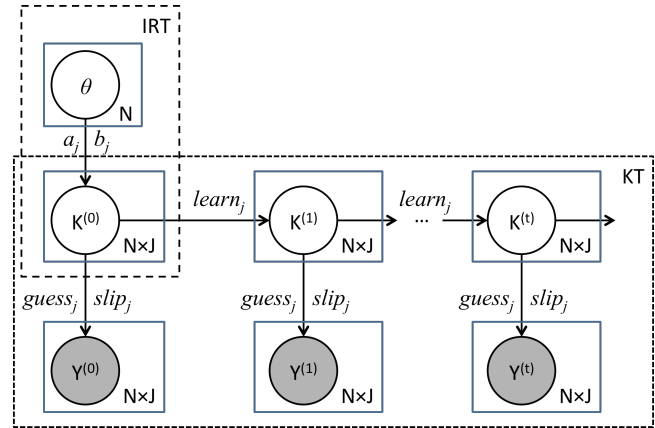 IRT
θ
N
a_j b_j
KT
K^(0)
N×J
learn_j
K^(1)
N×J
learn_j
...
K^(t)
N×J
guess_j slip_j
guess_j slip_j
guess_j slip_j
Y^(0)
N×J
Y^(1)
N×J
Y^(t)
N×J